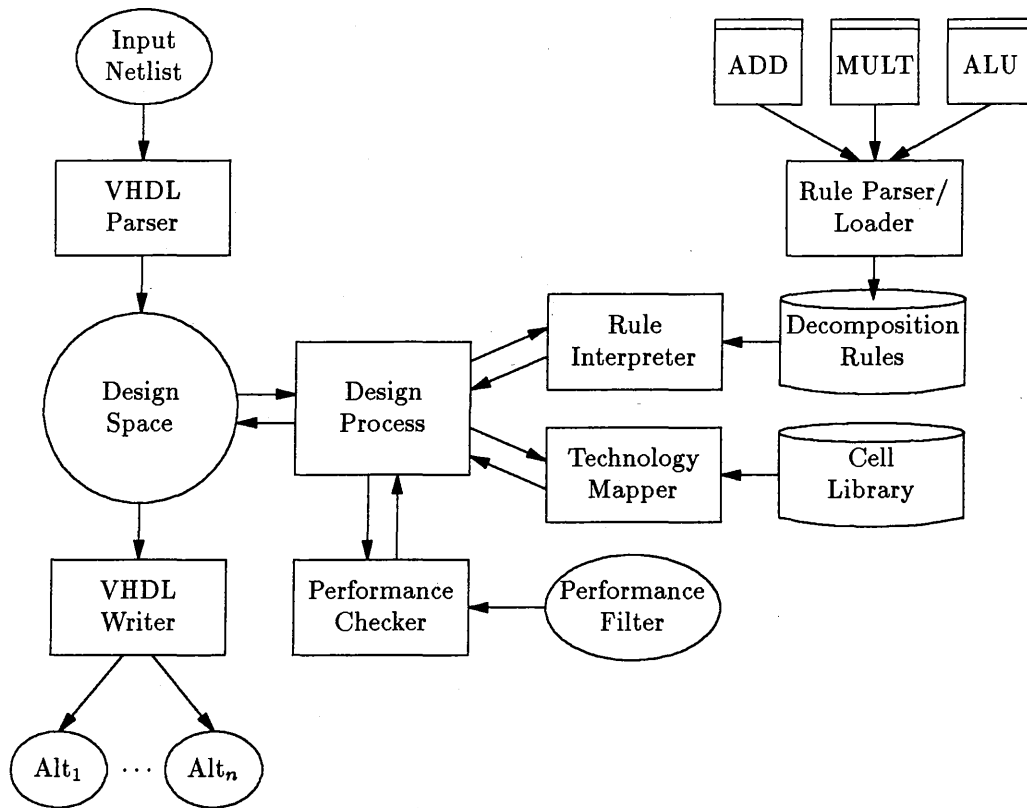 Input
Netlist
ADD
MULT
ALU
VHDL
Parser
Rule Parser/
Loader
Design
Space
Design
Process
Rule
Interpreter
Decomposition
Rules
Technology
Mapper
Cell
Library
VHDL
Writer
Performance
Checker
Performance
Filter
Alt₁
...
Altₙ